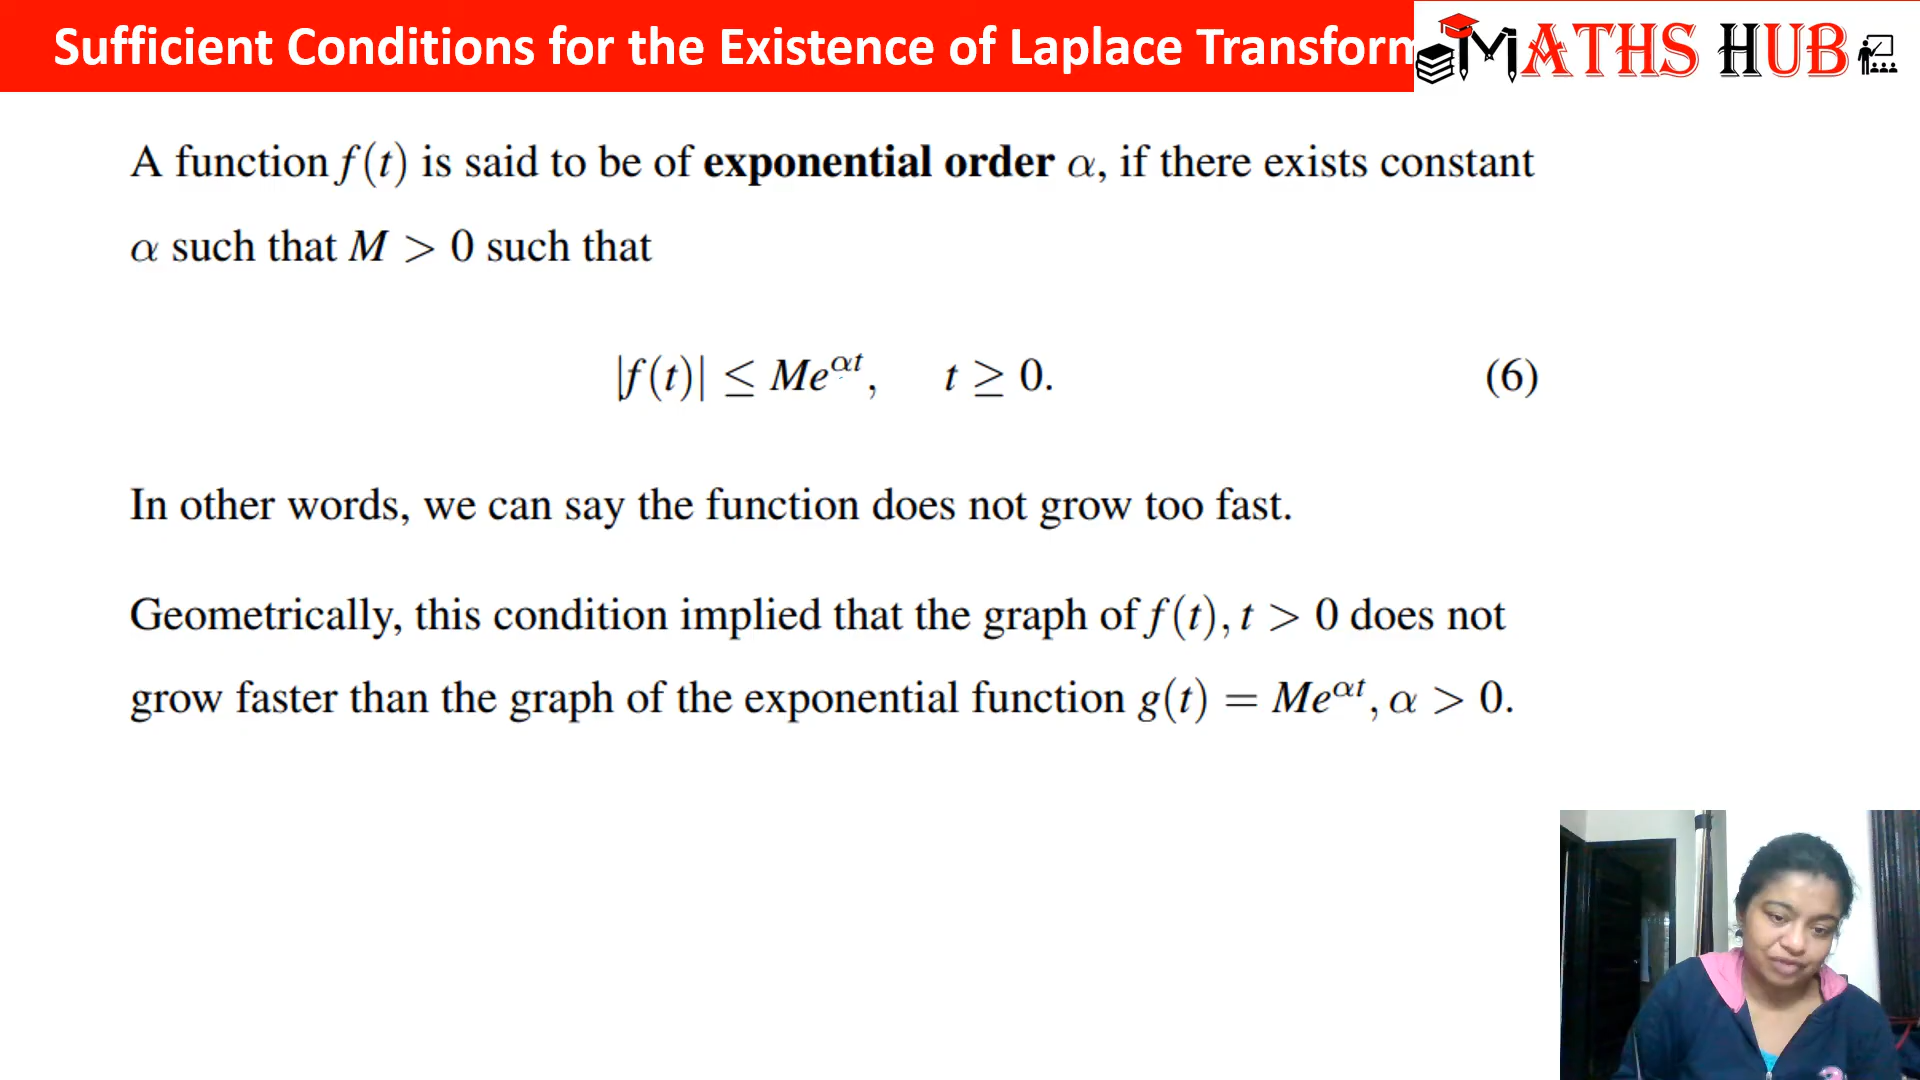 Sufficient Conditions for the Existence of Laplace Transform
MATHS HUB
A function f(t) is said to be of exponential order α, if there exists constant
α such that M > 0 such that
|f(t)| ≤ Me^{αt}, t ≥ 0. (6)
In other words, we can say the function does not grow too fast.
Geometrically, this condition implied that the graph of f(t), t > 0 does not
grow faster than the graph of the exponential function g(t) = Me^{αt}, α > 0.